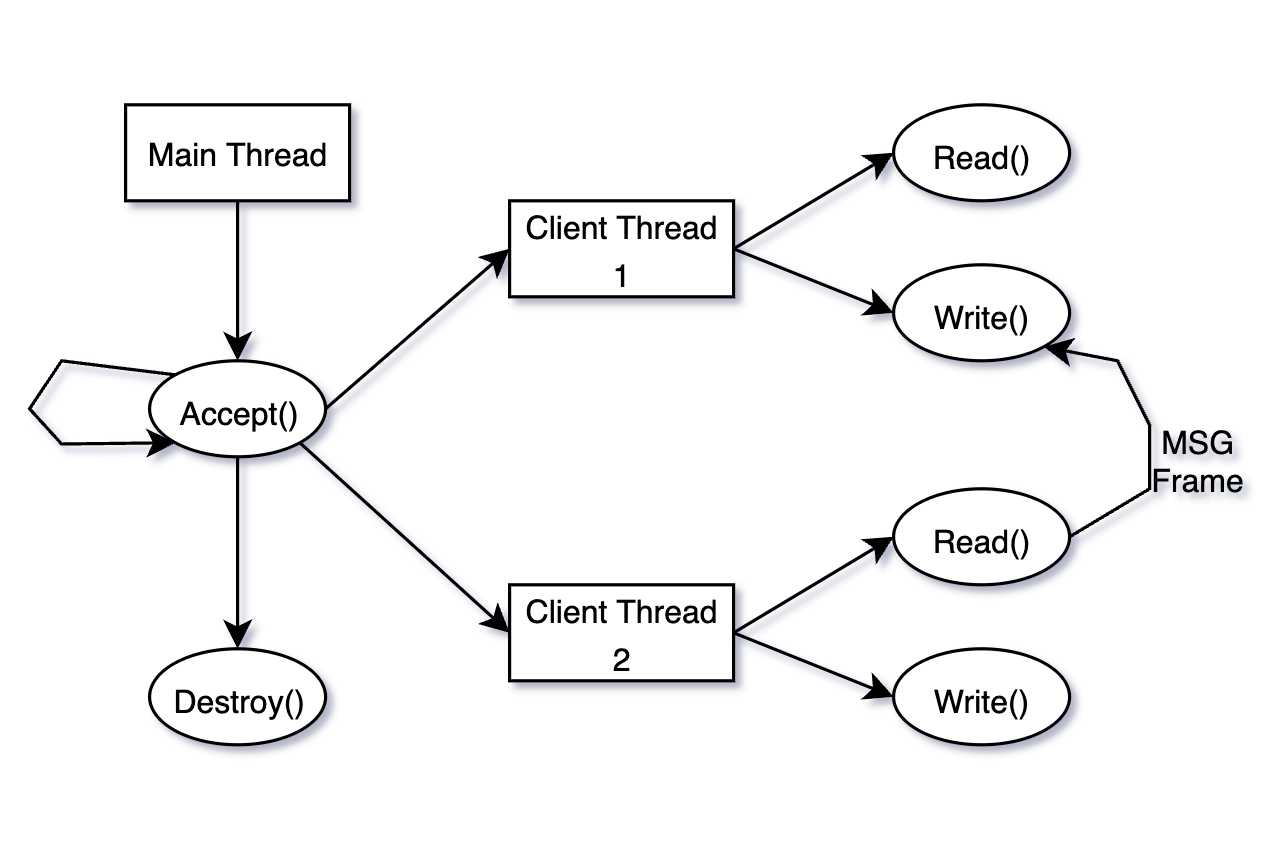 Main Thread
Accept()
Destroy()
Client Thread
1
Read()
Write()
Client Thread
2
Read()
Write()
MSG
Frame